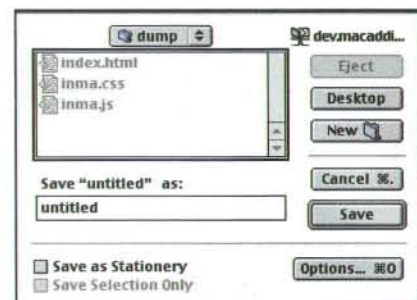 dump
dev.macaddi...
index.html
inma.css
inma.js
Eject
Desktop
New
Save "untitled" as:
untitled
Cancel ⌘.
Save
Save as Stationery
Save Selection Only
Options... ⌘O